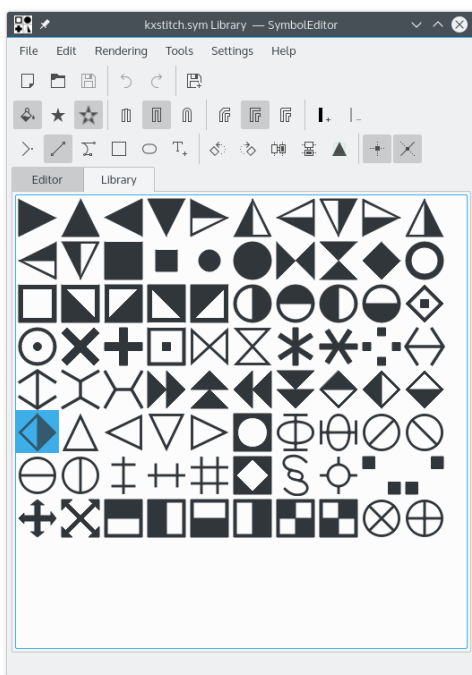 kxstitch.sym Library — SymbolEditor
File Edit Rendering Tools Settings Help
Editor Library